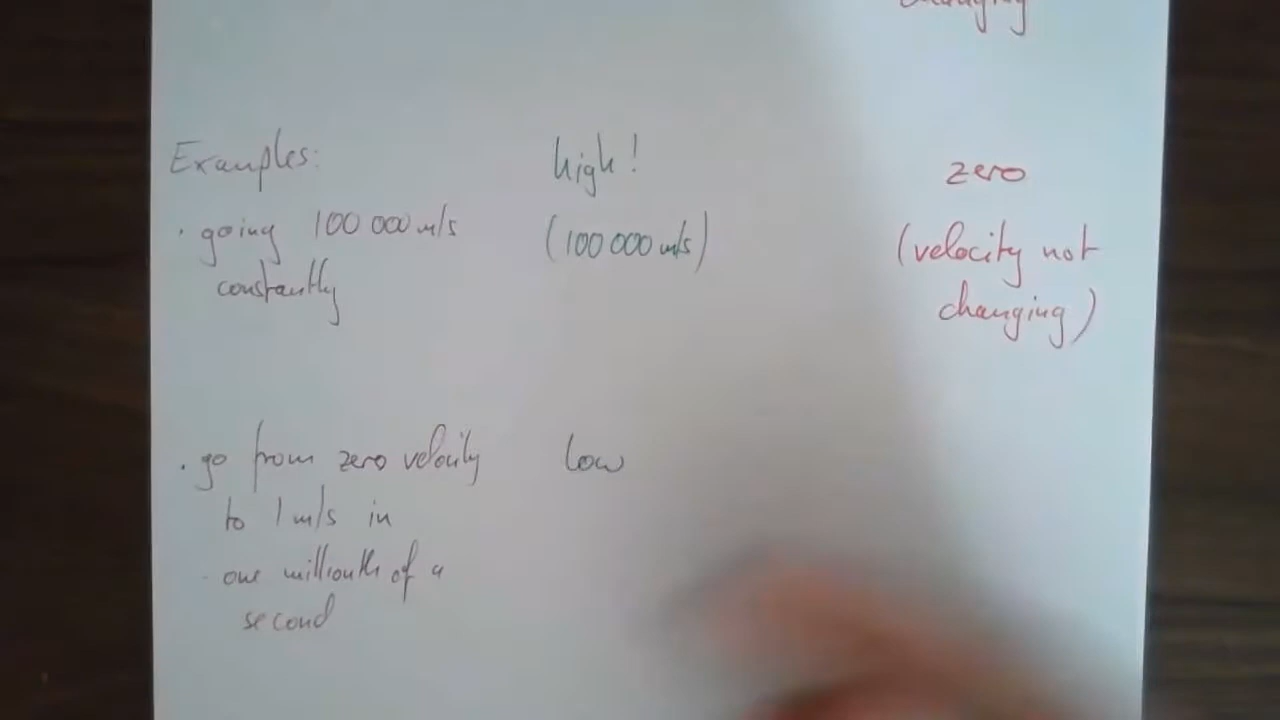 changing
Examples: high! zero
· going 100 000 m/s (100 000 m/s) (velocity not
constantly changing)
· go from zero velocity low
to 1 m/s in
one millionth of a
second